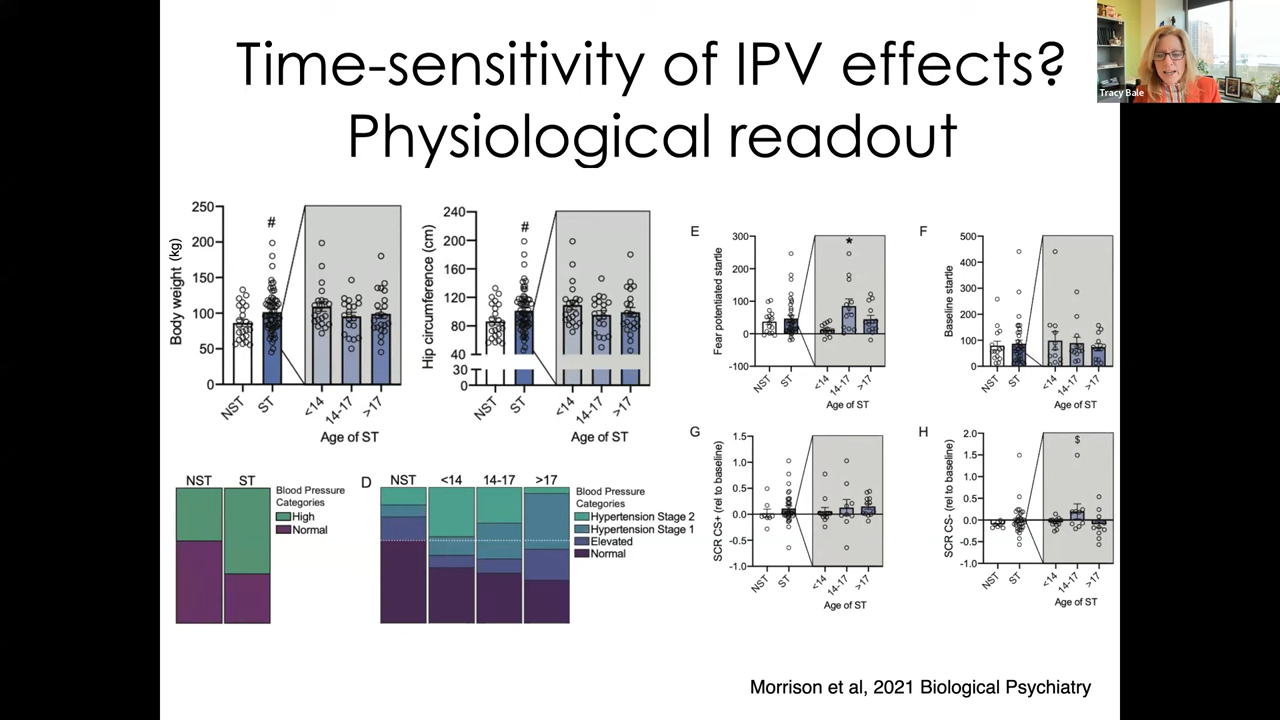 Time-sensitivity of IPV effects?
Physiological readout
Tracy Bale
Body weight (kg)
250
200
150
100
50
0
#
NST
ST
<14
14-17
>17
Age of ST
Hip circumference (cm)
240
200
160
120
80
40
30
0
#
NST
ST
<14
14-17
>17
Age of ST
E
Fear potentiated startle
300
200
100
0
-100
*
NST
ST
<14
14-17
>17
Age of ST
F
Baseline startle
500
400
300
200
100
0
NST
ST
<14
14-17
>17
Age of ST
NST ST
Blood Pressure
Categories
High
Normal
D
NST <14 14-17 >17
Blood Pressure
Categories
Hypertension Stage 2
Hypertension Stage 1
Elevated
Normal
G
SCR CS+ (rel to baseline)
1.5
1.0
0.5
0.0
-0.5
-1.0
NST
ST
<14
14-17
>17
Age of ST
H
SCR CS- (rel to baseline)
2.0
1.5
1.0
0.5
0.0
-0.5
-1.0
$
NST
ST
<14
14-17
>17
Age of ST
Morrison et al, 2021 Biological Psychiatry